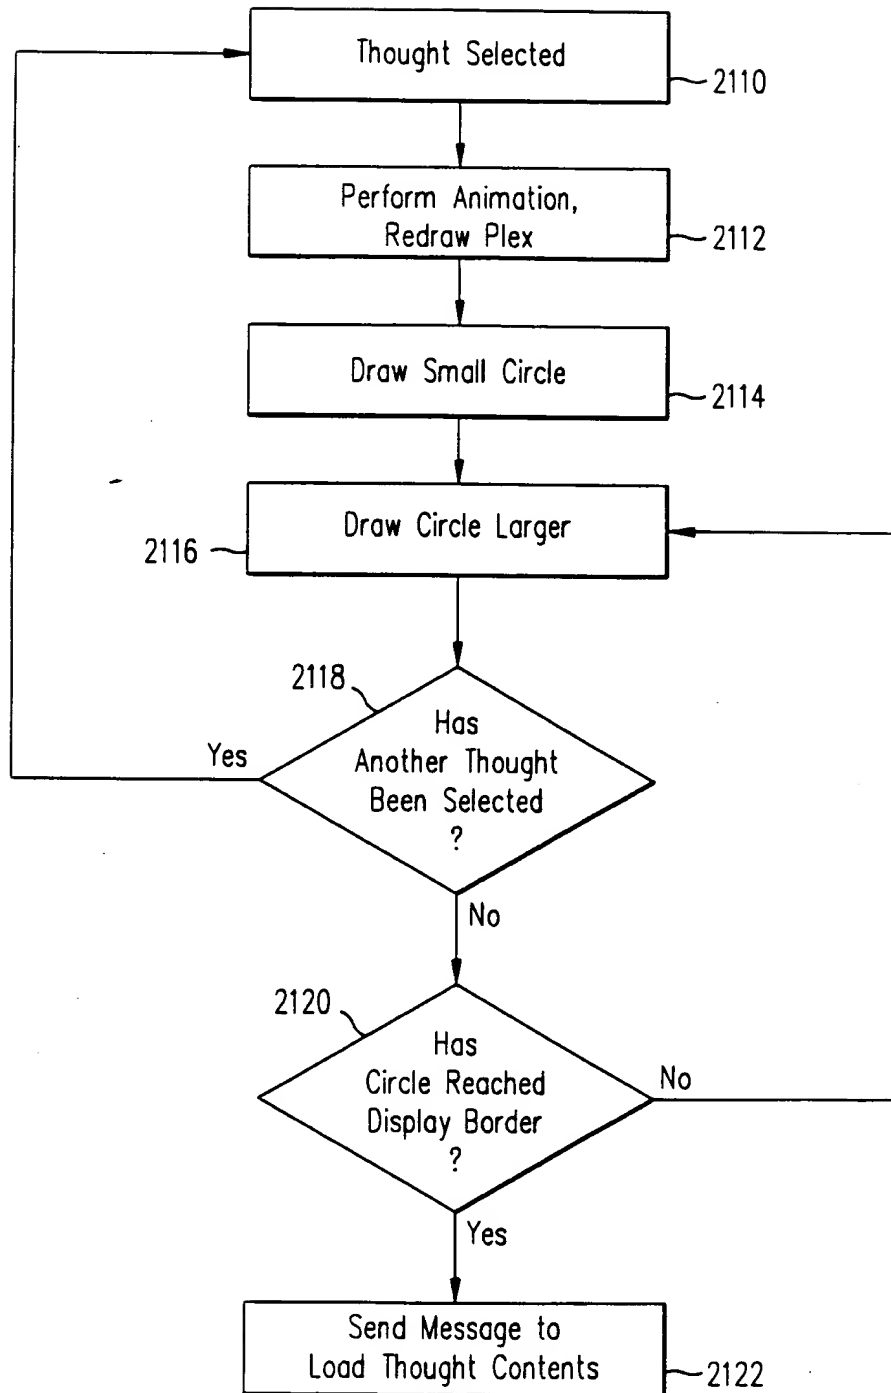 Thought Selected
2110
Perform Animation,
Redraw Plex
2112
Draw Small Circle
2114
Draw Circle Larger
2116
2118
Has
Another Thought
Been Selected
?
Yes
No
2120
Has
Circle Reached
Display Border
?
No
Yes
Send Message to
Load Thought Contents
2122